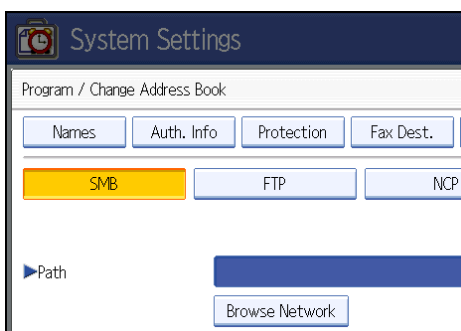 System Settings
Program / Change Address Book
Names Auth. Info Protection Fax Dest.
SMB FTP NCP
▶Path
Browse Network